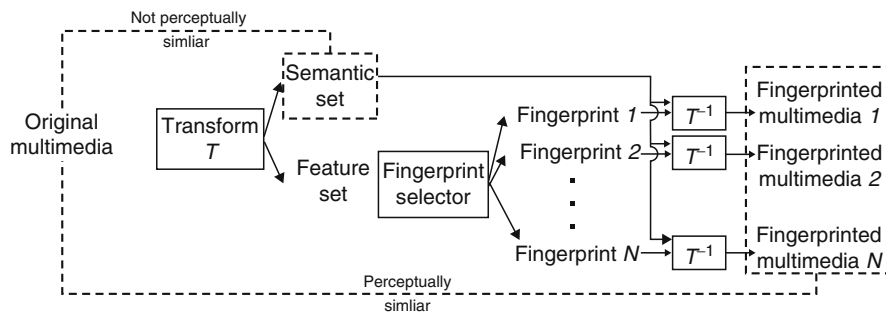 Not perceptually
simliar
Semantic
set
Original
multimedia
Transform
T
Feature
set
Fingerprint
selector
Fingerprint 1
Fingerprint 2
Fingerprint N
T⁻¹
T⁻¹
T⁻¹
Fingerprinted
multimedia 1
Fingerprinted
multimedia 2
Fingerprinted
multimedia N
Perceptually
simliar